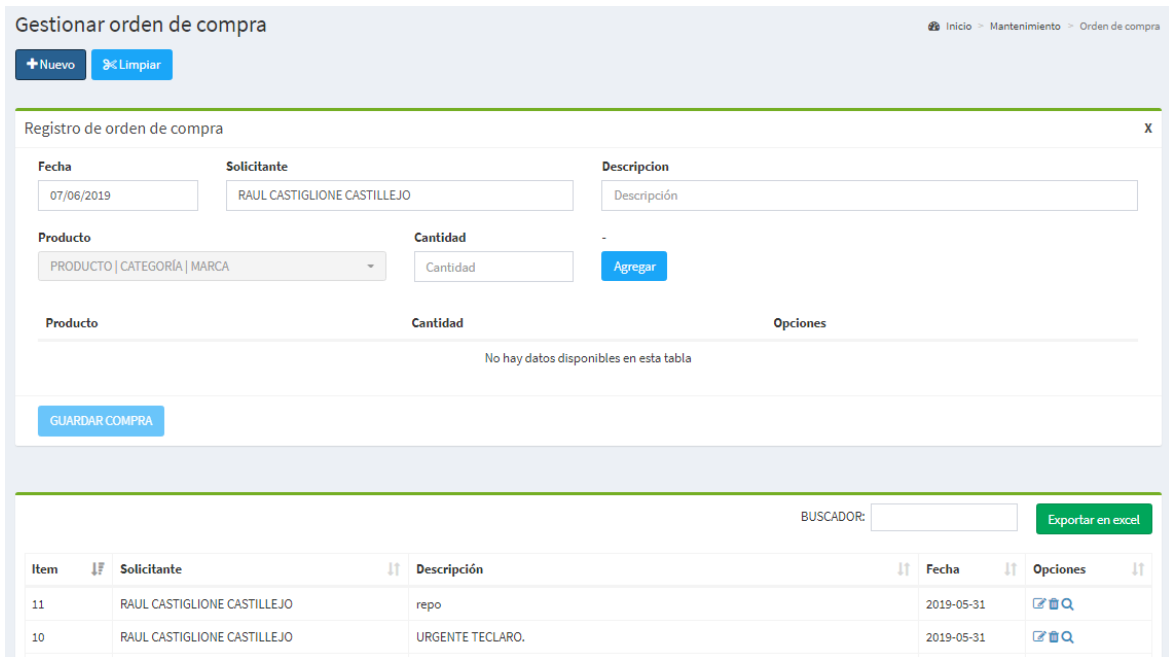 Gestionar orden de compra
Inicio > Mantenimiento > Orden de compra
+Nuevo Limpiar
Registro de orden de compra X
Fecha Solicitante Descripcion
07/06/2019 RAUL CASTIGLIONE CASTILLEJO Descripción
Producto Cantidad -
PRODUCTO | CATEGORÍA | MARCA Cantidad Agregar
Producto Cantidad Opciones
No hay datos disponibles en esta tabla
GUARDAR COMPRA
BUSCADOR: Exportar en excel
Item Solicitante Descripción Fecha Opciones
11 RAUL CASTIGLIONE CASTILLEJO repo 2019-05-31
10 RAUL CASTIGLIONE CASTILLEJO URGENTE TECLARO. 2019-05-31